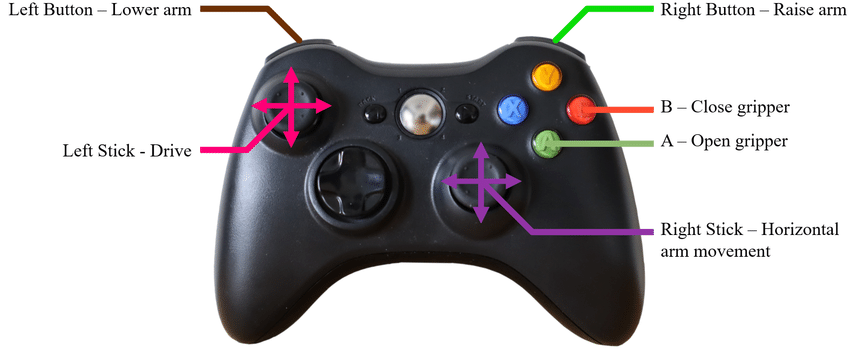 Left Button – Lower arm
Right Button – Raise arm
Y
X
B – Close gripper
A – Open gripper
Left Stick - Drive
A
Right Stick – Horizontal
arm movement